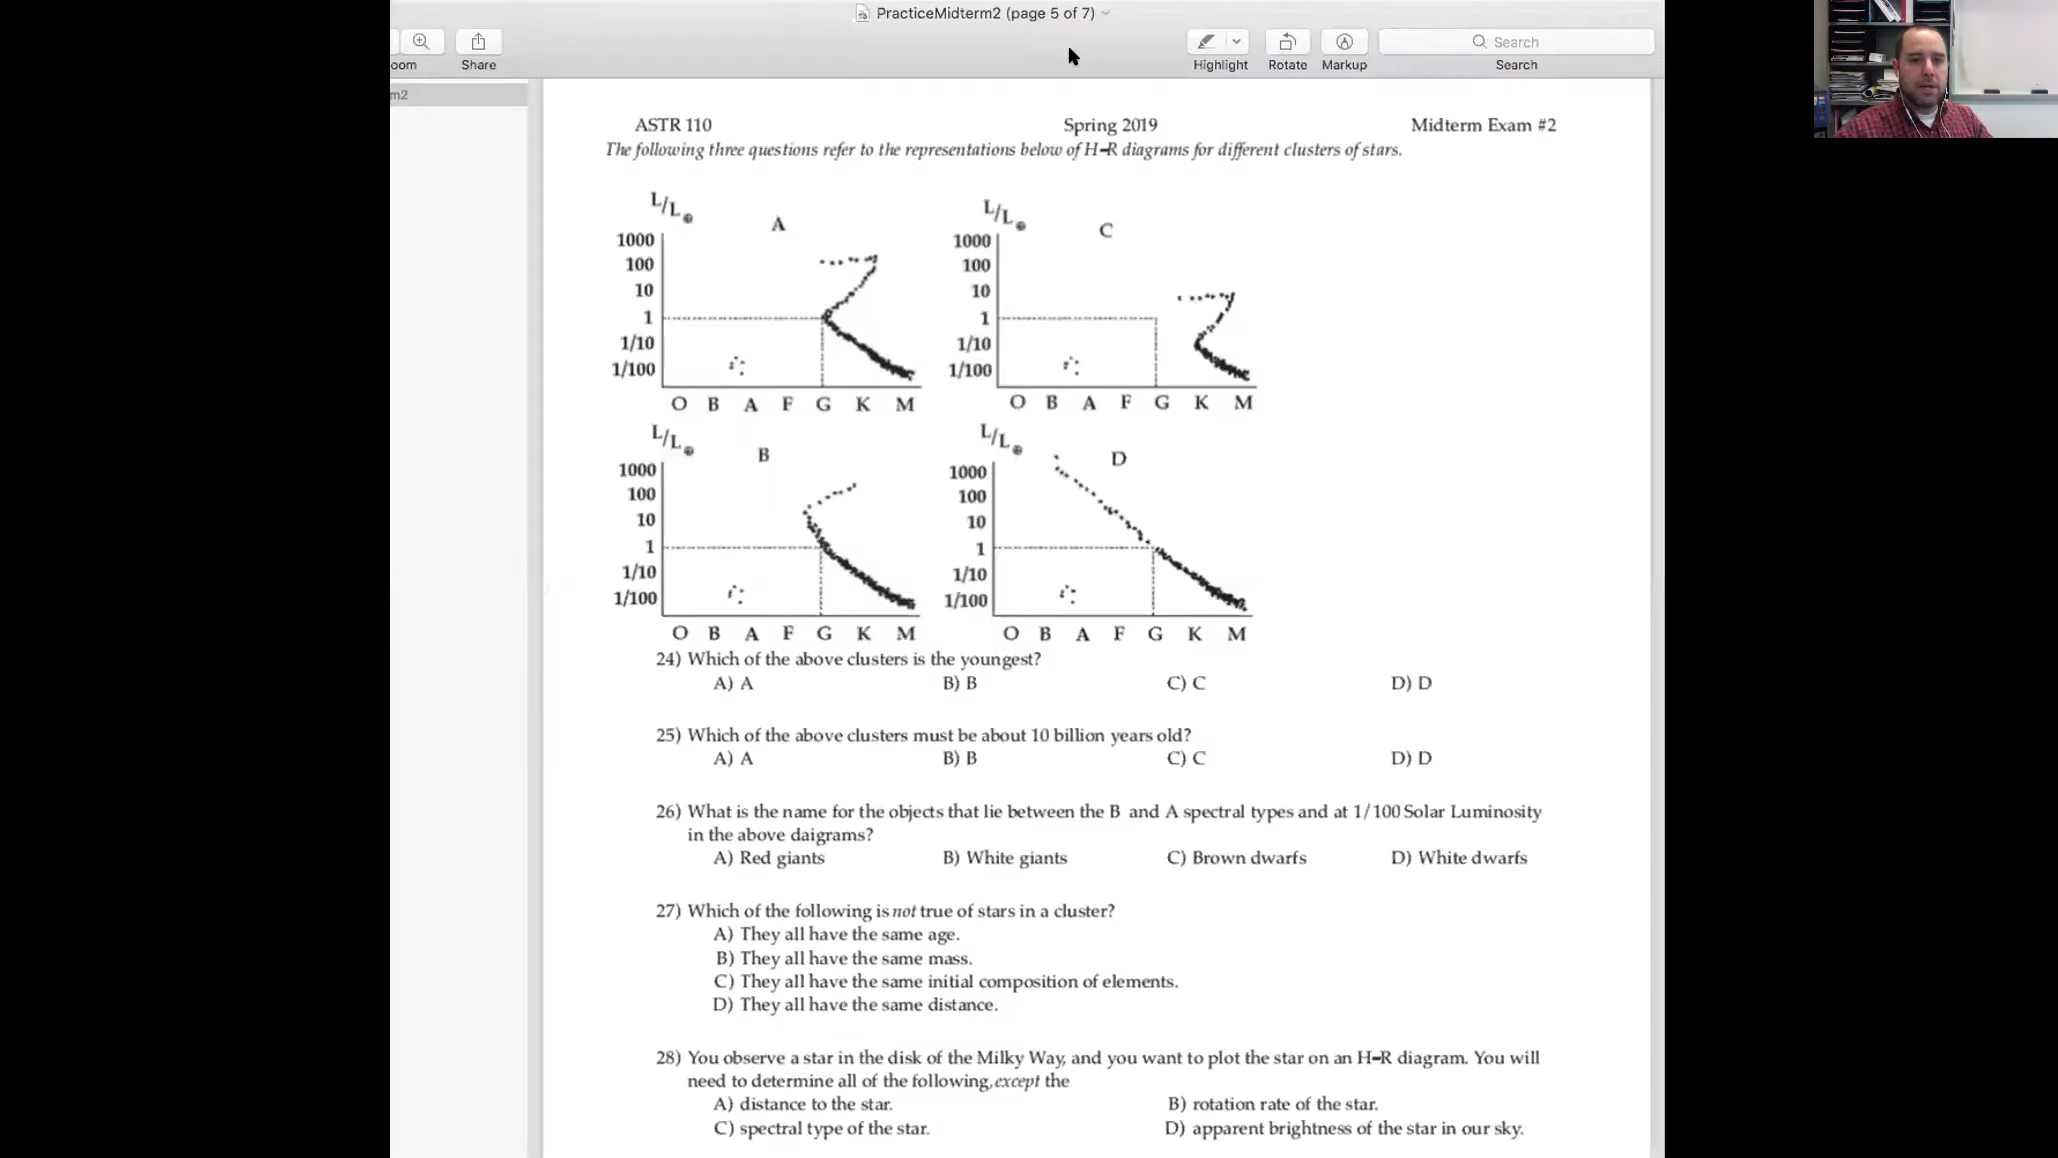 PracticeMidterm2 (page 5 of 7)
oom
Share
Highlight
Rotate
Markup
Search
Search
m2
ASTR 110 Spring 2019 Midterm Exam #2
The following three questions refer to the representations below of H-R diagrams for different clusters of stars.
L/L⊕
A
1000
100
10
1
1/10
1/100
O B A F G K M
L/L⊕
C
1000
100
10
1
1/10
1/100
O B A F G K M
L/L⊕
B
1000
100
10
1
1/10
1/100
O B A F G K M
L/L⊕
D
1000
100
10
1
1/10
1/100
O B A F G K M
24) Which of the above clusters is the youngest?
A) A B) B C) C D) D
25) Which of the above clusters must be about 10 billion years old?
A) A B) B C) C D) D
26) What is the name for the objects that lie between the B and A spectral types and at 1/100 Solar Luminosity
in the above daigrams?
A) Red giants B) White giants C) Brown dwarfs D) White dwarfs
27) Which of the following is not true of stars in a cluster?
A) They all have the same age.
B) They all have the same mass.
C) They all have the same initial composition of elements.
D) They all have the same distance.
28) You observe a star in the disk of the Milky Way, and you want to plot the star on an H-R diagram. You will
need to determine all of the following, except the
A) distance to the star. B) rotation rate of the star.
C) spectral type of the star. D) apparent brightness of the star in our sky.